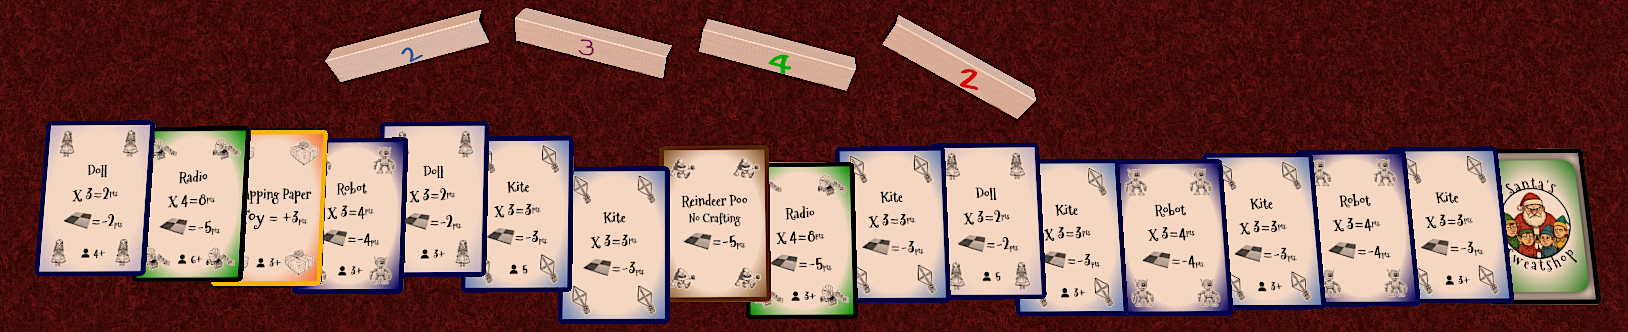 2
3
4
2
Doll
X 3=2pts
=-2pts
4+
Radio
X 4=6pts
=-5pts
6+
apping Paper
oy = +3pts
3+
Robot
X 3=4pts
=-4pts
3+
Doll
X 3=2pts
=-2pts
3+
Kite
X 3=3pts
=-3pts
5
Kite
X 3=3pts
=-3pts
Reindeer Poo
No Crafting
=-5pts
Radio
X 4=6pts
=-5pts
3+
Kite
X 3=3pts
=-3pts
Doll
X 3=2pts
=-2pts
5
Kite
X 3=3pts
=-3pts
3+
Robot
X 3=4pts
=-4pts
Kite
X 3=3pts
=-3pts
3+
Robot
X 3=4pts
=-4pts
Kite
X 3=3pts
=-3pts
3+
Santa's
weatshop